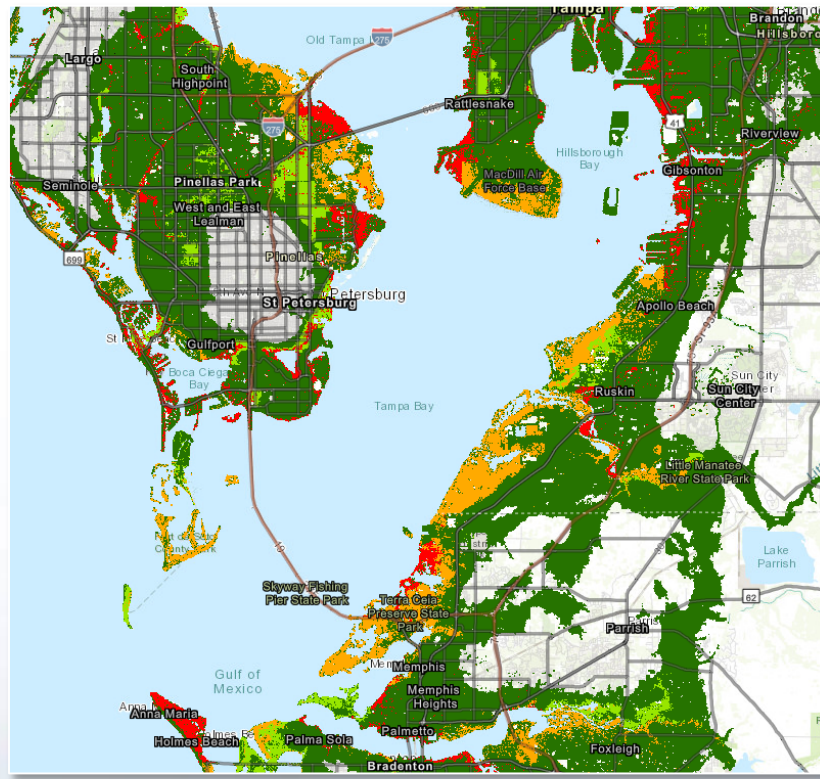 Tampa
Brandon
Hillsboro
Old Tampa
275
Largo
South
Highpoint
Rattlesnake
275
41
Hillsborough
Bay
Riverview
Gibsonton
Seminole
Pinellas Park
MacDill Air
Force Base
West and East
Lealman
699
Pinellas
St Petersburg
Petersburg
Apollo Beach
Gulfport
Boca Ciega
Bay
Sun City
Center
Sun City
Ruskin
Tampa Bay
Little Manatee
River State Park
19
Lake
Parrish
Skyway Fishing
Pier State Park
Terra Ceia
Preserve State
Park
62
Parrish
Gulf of
Mexico
Memphis
Memphis
Heights
Anna Maria
Holmes Beach
Palma Sola
Palmetto
Foxleigh
Bradenton